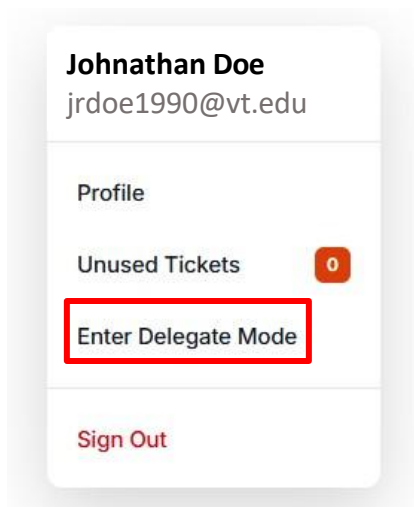 Johnathan Doe
jrdoe1990@vt.edu
Profile
Unused Tickets 0
Enter Delegate Mode
Sign Out